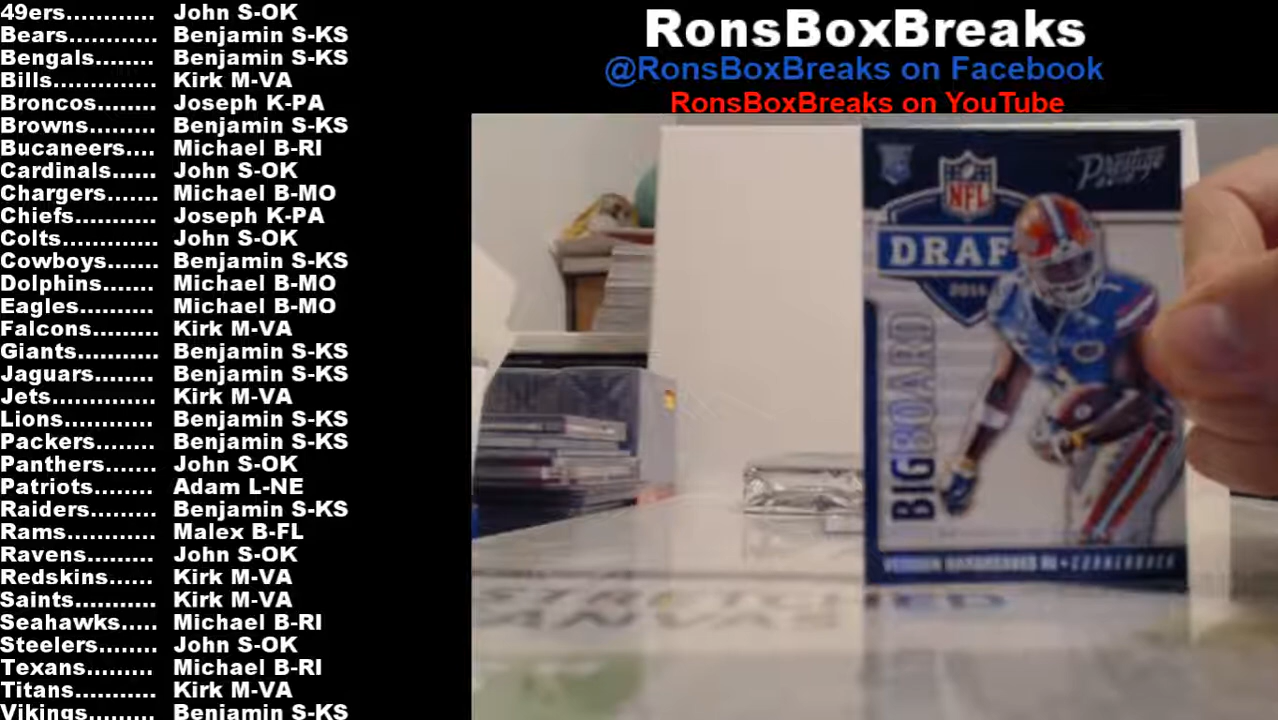 49ers............ John S-OK
Bears............ Benjamin S-KS
Bengals........ Benjamin S-KS
Bills.............. Kirk M-VA
Broncos........ Joseph K-PA
Browns......... Benjamin S-KS
Bucaneers.... Michael B-RI
Cardinals...... John S-OK
Chargers....... Michael B-MO
Chiefs........... Joseph K-PA
Colts............. John S-OK
Cowboys....... Benjamin S-KS
Dolphins....... Michael B-MO
Eagles.......... Michael B-MO
Falcons......... Kirk M-VA
Giants........... Benjamin S-KS
Jaguars........ Benjamin S-KS
Jets.............. Kirk M-VA
Lions............ Benjamin S-KS
Packers........ Benjamin S-KS
Panthers....... John S-OK
Patriots........ Adam L-NE
Raiders......... Benjamin S-KS
Rams............ Malex B-FL
Ravens......... John S-OK
Redskins...... Kirk M-VA
Saints........... Kirk M-VA
Seahawks..... Michael B-RI
Steelers........ John S-OK
Texans......... Michael B-RI
Titans........... Kirk M-VA
Vikings......... Benjamin S-KS
RonsBoxBreaks
@RonsBoxBreaks on Facebook
RonsBoxBreaks on YouTube
RC
Prestige
NFL
DRAF
2016
BIGBOARD
CORNERBACK